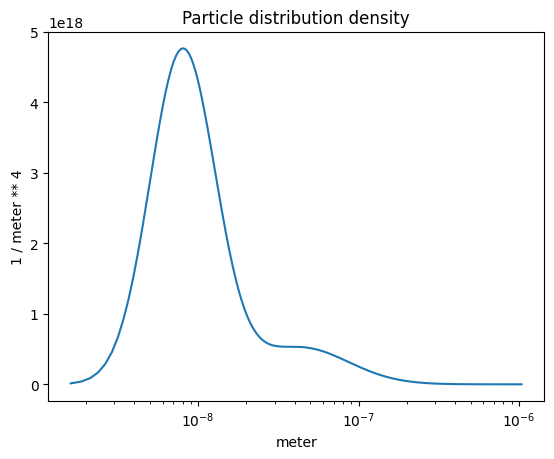 Particle distribution density
1e18
5
4
3
2
1
0
1 / meter ** 4
10⁻⁸
10⁻⁷
10⁻⁶
meter